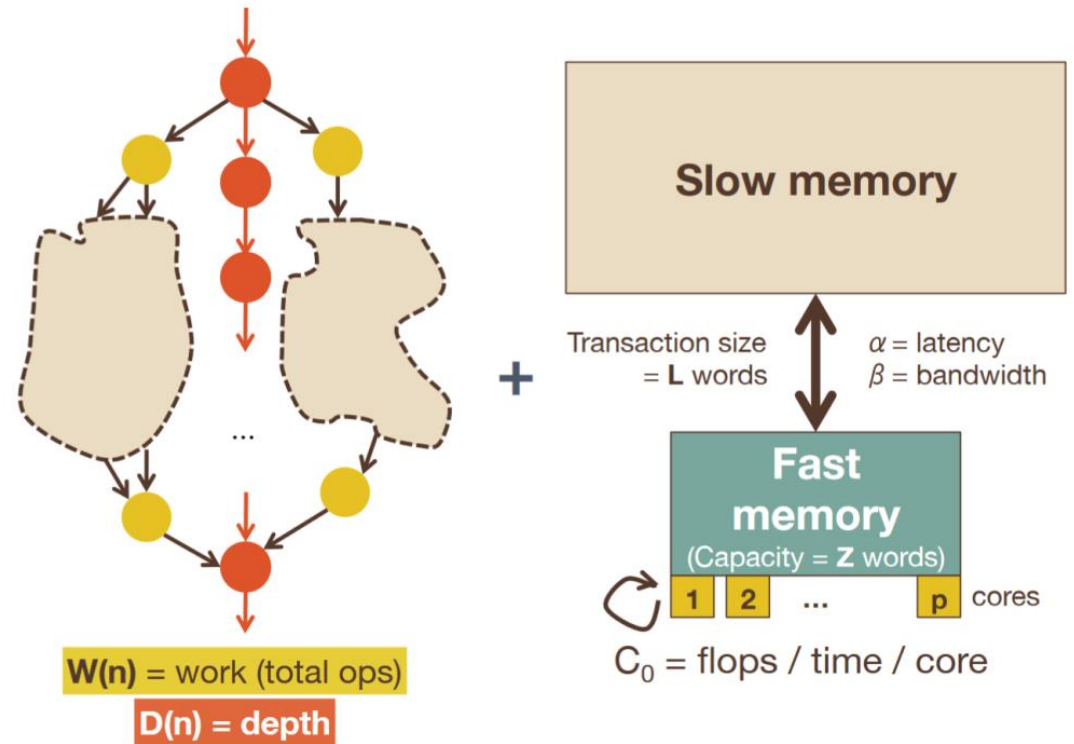 ...
W(n) = work (total ops)
D(n) = depth
+
Slow memory
Transaction size
= L words
α = latency
β = bandwidth
Fast
memory
(Capacity = Z words)
1 2 ... p cores
C₀ = flops / time / core